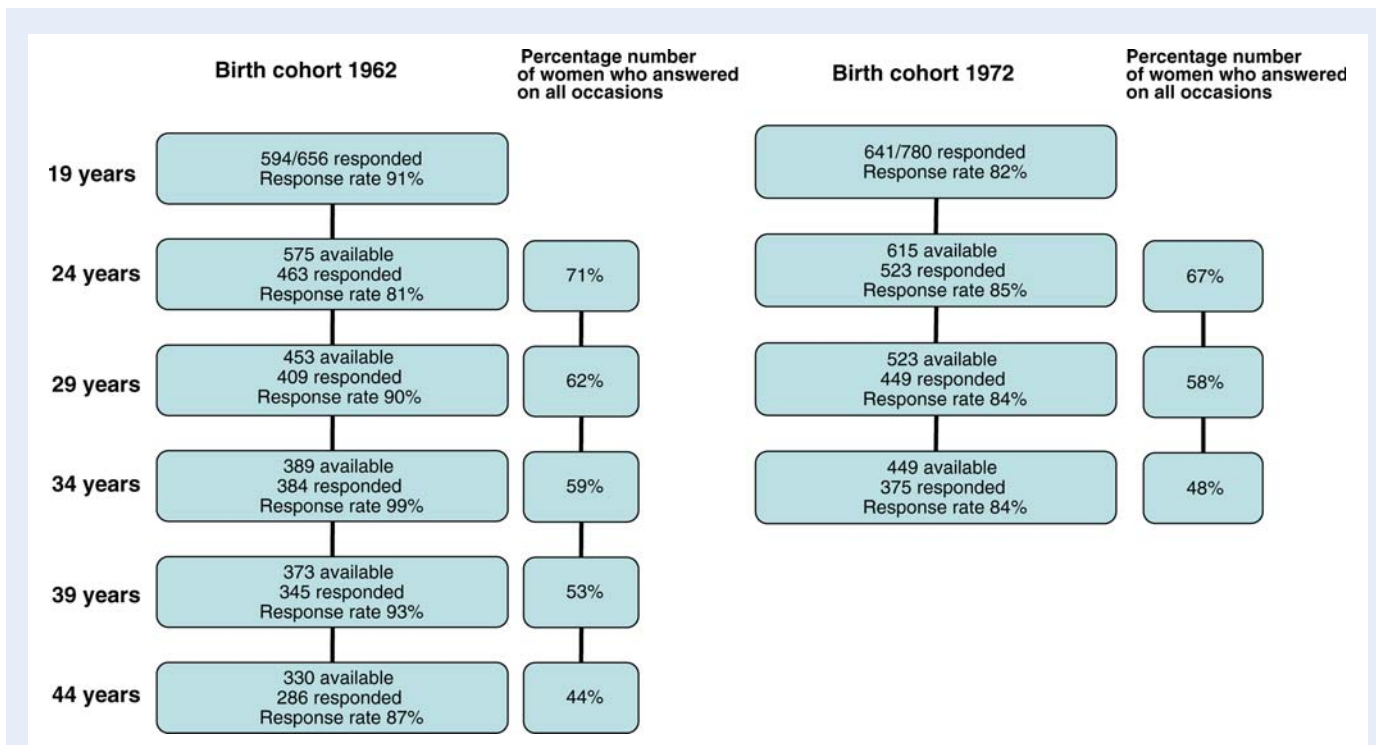 Birth cohort 1962
Percentage number
of women who answered
on all occasions
Birth cohort 1972
Percentage number
of women who answered
on all occasions
19 years
594/656 responded
Response rate 91%
641/780 responded
Response rate 82%
24 years
575 available
463 responded
Response rate 81%
71%
615 available
523 responded
Response rate 85%
67%
29 years
453 available
409 responded
Response rate 90%
62%
523 available
449 responded
Response rate 84%
58%
34 years
389 available
384 responded
Response rate 99%
59%
449 available
375 responded
Response rate 84%
48%
39 years
373 available
345 responded
Response rate 93%
53%
44 years
330 available
286 responded
Response rate 87%
44%